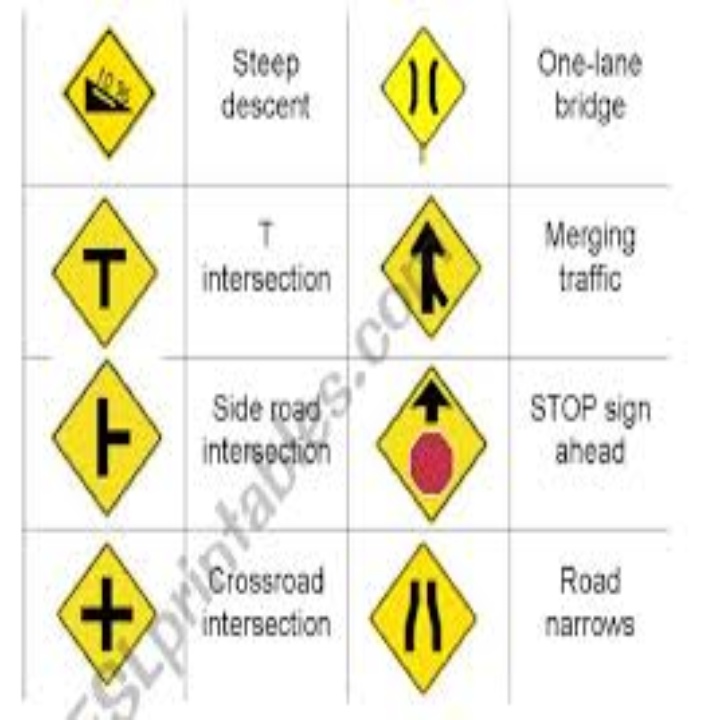 10%
Steep
descent
One-lane
bridge
T
intersection
Merging
traffic
Side road
intersection
STOP sign
ahead
Crossroad
intersection
Road
narrows
ESLprintables.com